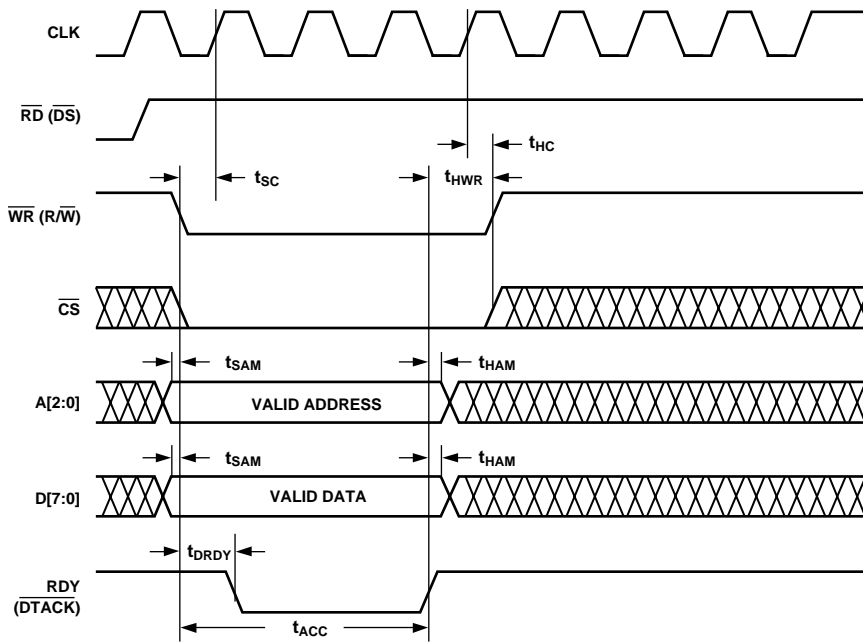 CLK
RD (DS)
tHC
tSC
tHWR
WR (R/W)
CS
tSAM
tHAM
A[2:0]
VALID ADDRESS
tSAM
tHAM
D[7:0]
VALID DATA
tDRDY
RDY
(DTACK)
tACC